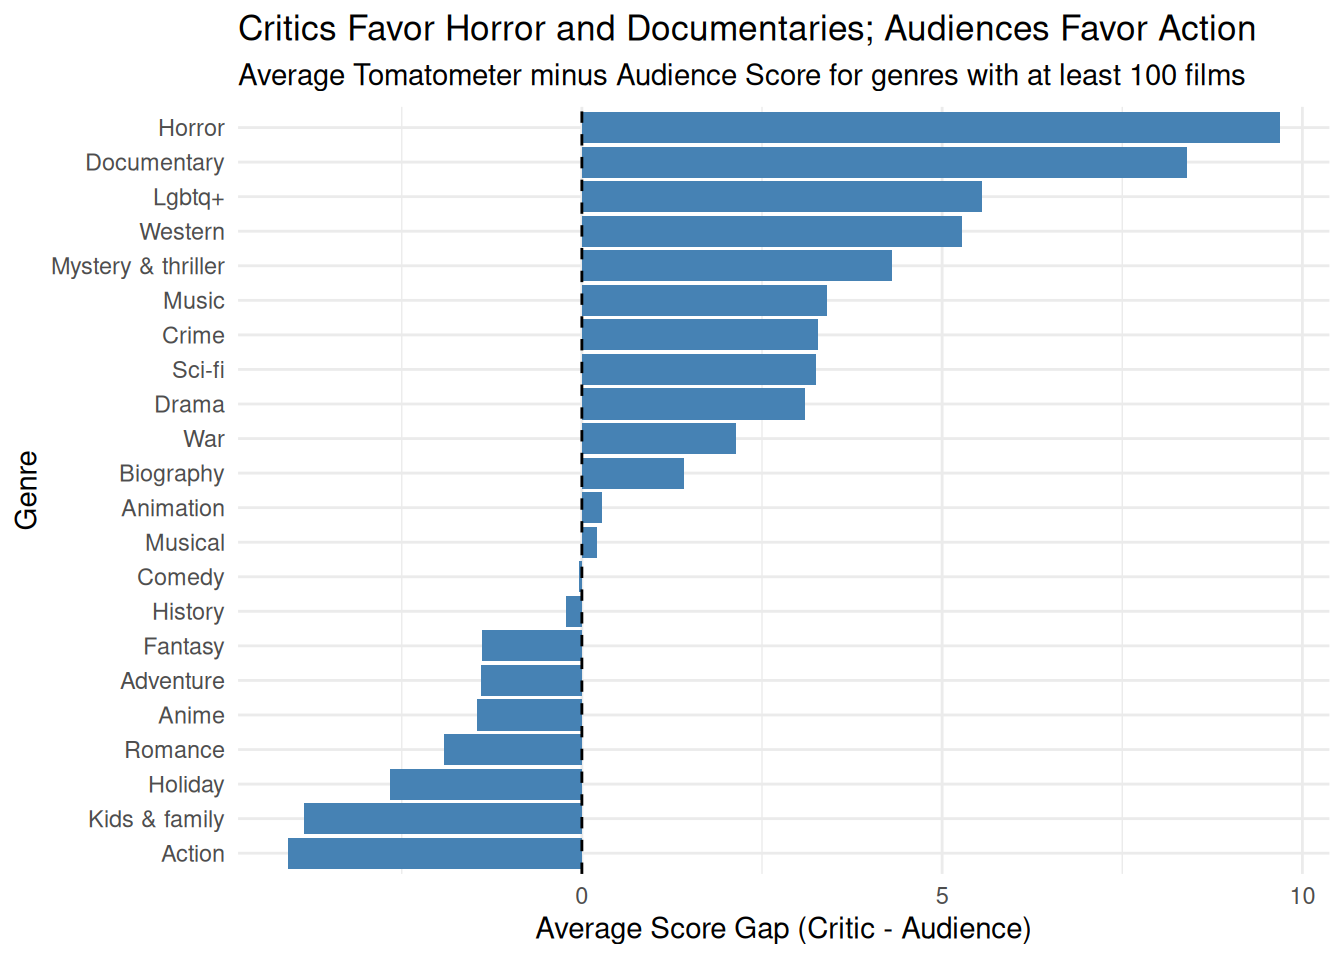 Critics Favor Horror and Documentaries; Audiences Favor Action
Average Tomatometer minus Audience Score for genres with at least 100 films
Genre
Horror
Documentary
Lgbtq+
Western
Mystery & thriller
Music
Crime
Sci-fi
Drama
War
Biography
Animation
Musical
Comedy
History
Fantasy
Adventure
Anime
Romance
Holiday
Kids & family
Action
0 5 10
Average Score Gap (Critic - Audience)